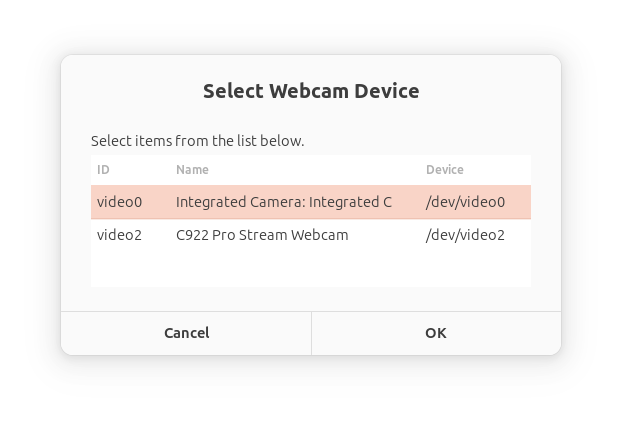 Select Webcam Device
Select items from the list below.
ID Name Device
video0 Integrated Camera: Integrated C /dev/video0
video2 C922 Pro Stream Webcam /dev/video2
Cancel OK